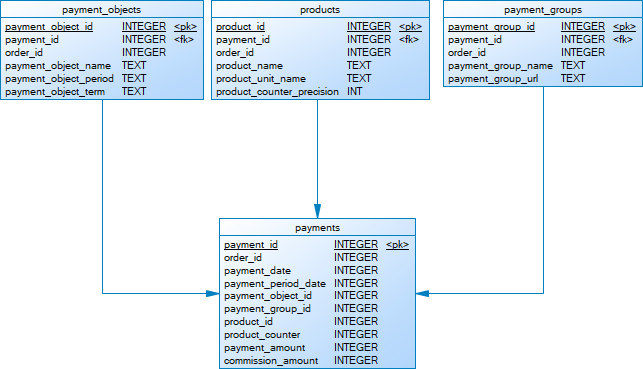 payment_objects
payment_object_id INTEGER <pk>
payment_id INTEGER <fk>
order_id INTEGER
payment_object_name TEXT
payment_object_period TEXT
payment_object_term TEXT
products
product_id INTEGER <pk>
payment_id INTEGER <fk>
order_id INTEGER
product_name TEXT
product_unit_name TEXT
product_counter_precision INT
payment_groups
payment_group_id INTEGER <pk>
payment_id INTEGER <fk>
order_id INTEGER
payment_group_name TEXT
payment_group_url TEXT
payments
payment_id INTEGER <pk>
order_id INTEGER
payment_date INTEGER
payment_period_date INTEGER
payment_object_id INTEGER
payment_group_id INTEGER
product_id INTEGER
product_counter INTEGER
payment_amount INTEGER
commission_amount INTEGER